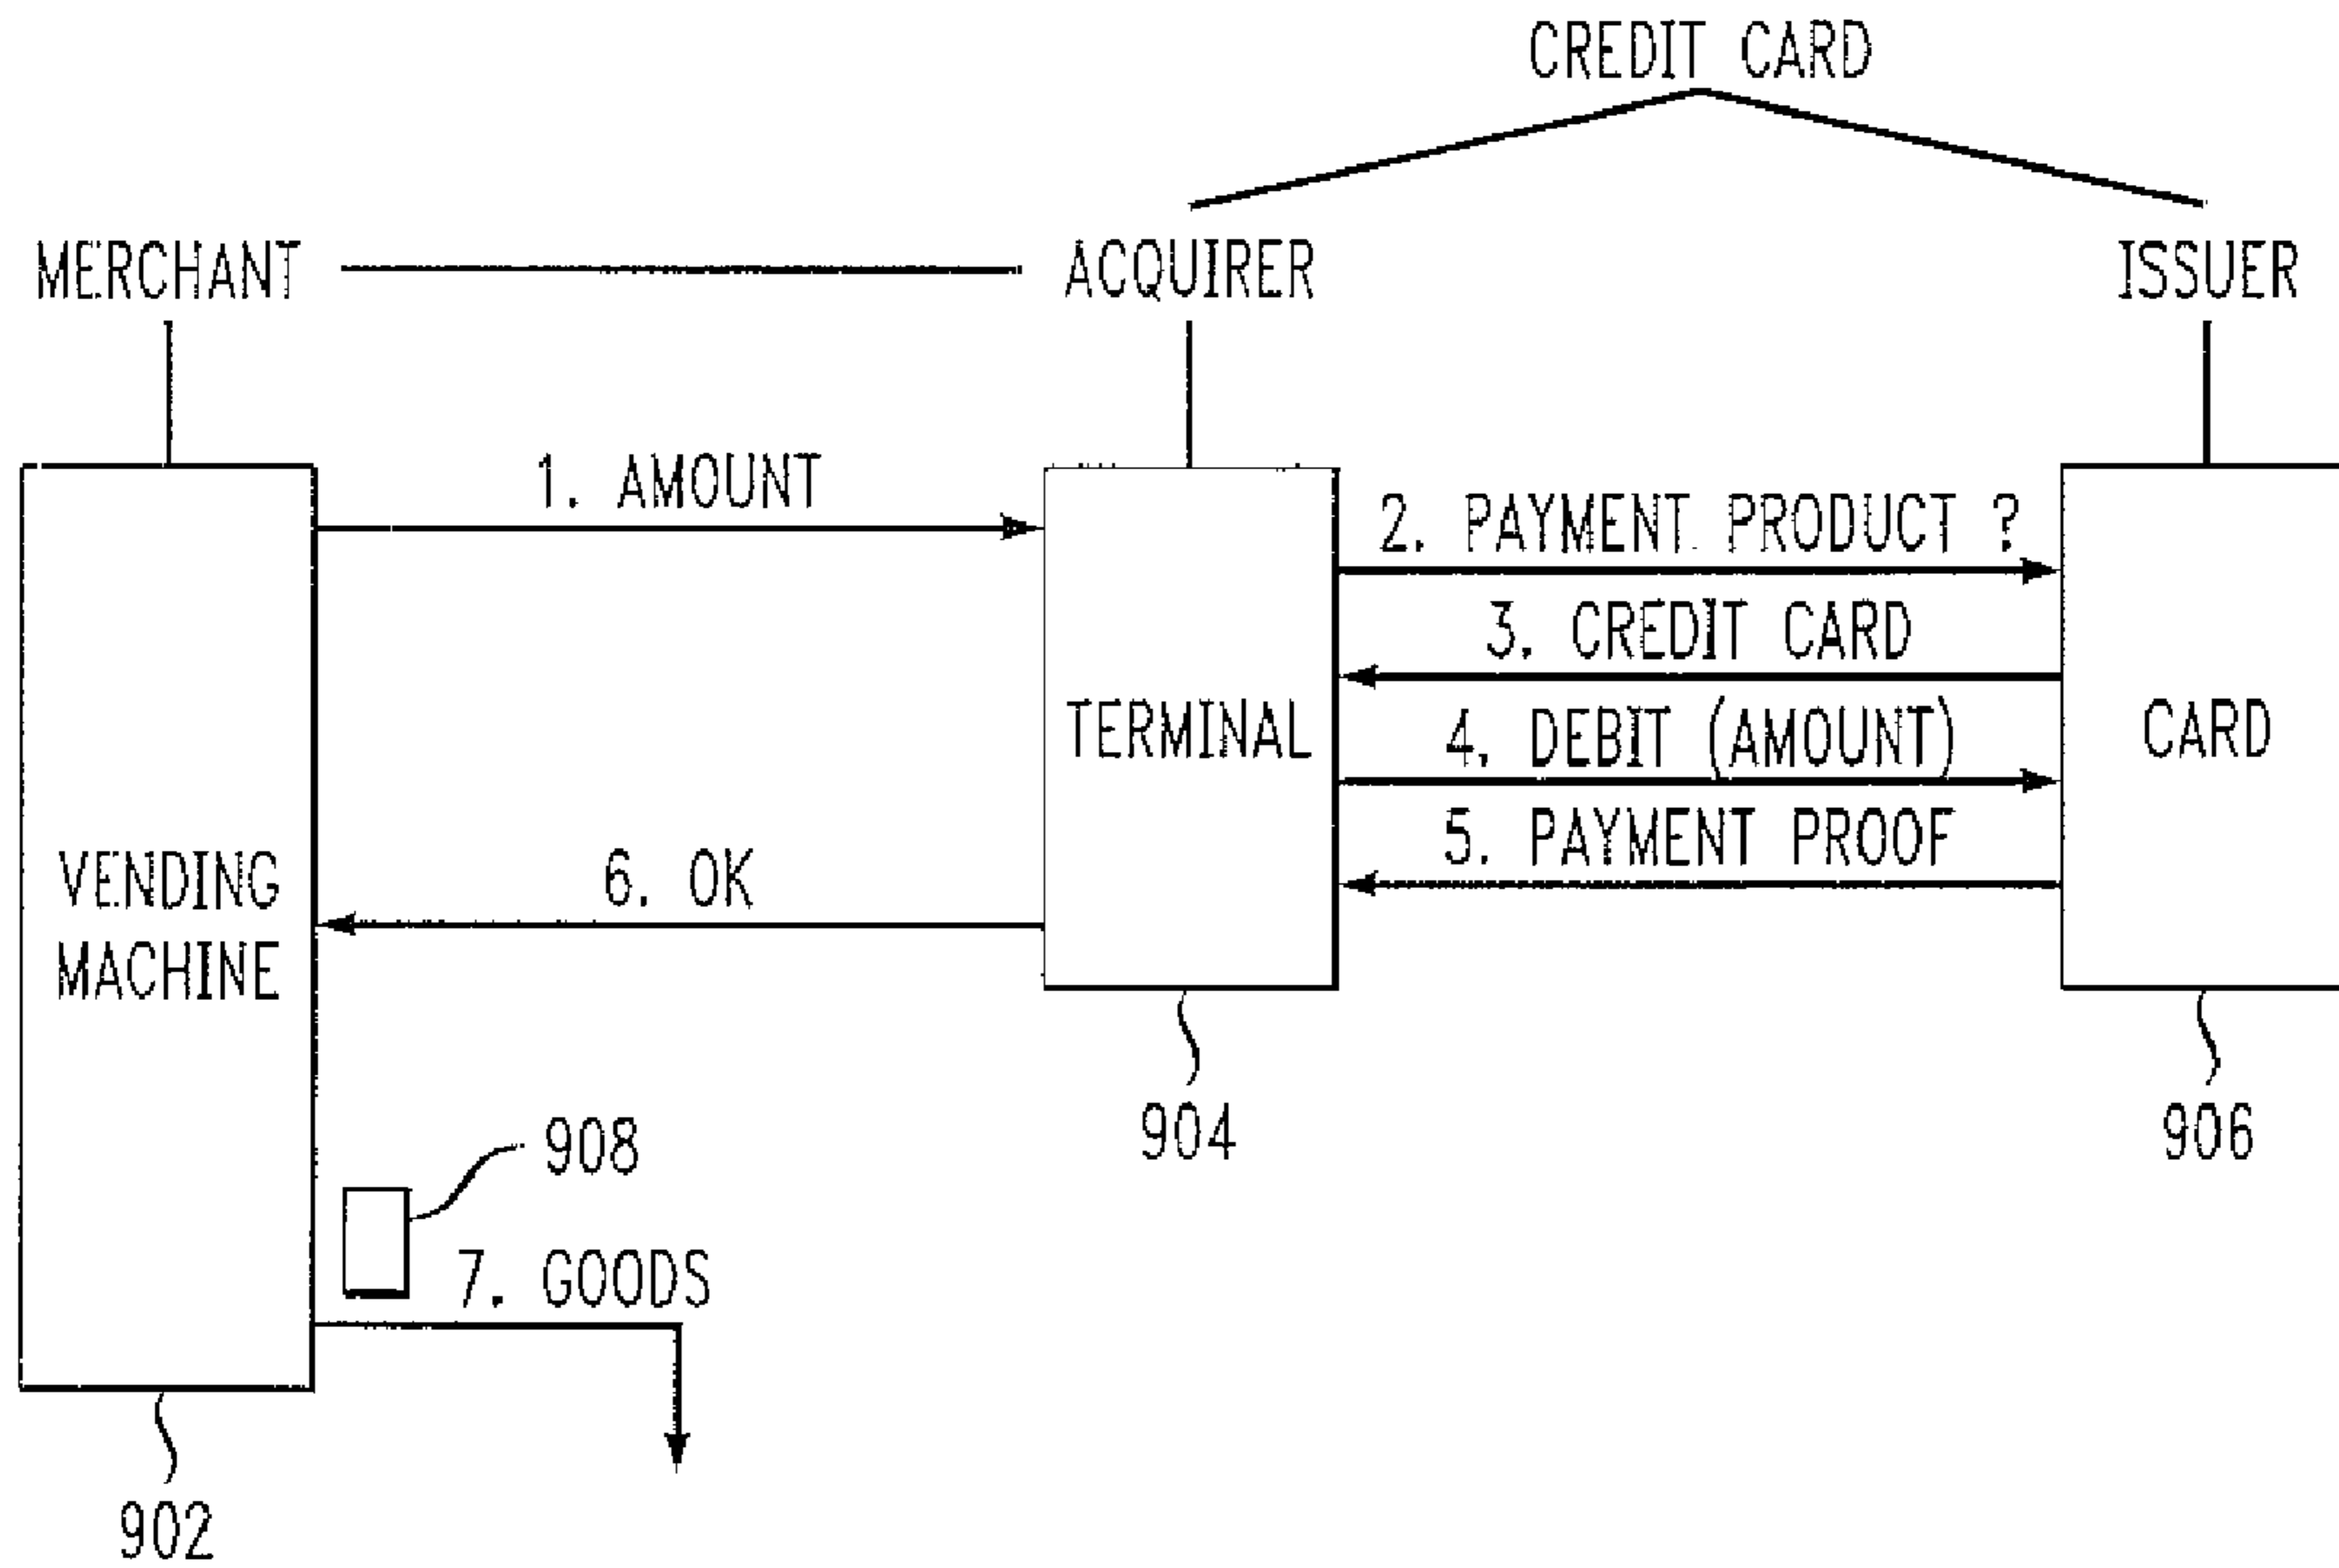 CREDIT CARD
MERCHANT
ACQUIRER
ISSUER
1. AMOUNT
2. PAYMENT PRODUCT ?
3. CREDIT CARD
4, DEBIT (AMOUNT)
5. PAYMENT PROOF
6. OK
VENDING
MACHINE
TERMINAL
CARD
904
906
908
7. GOODS
902